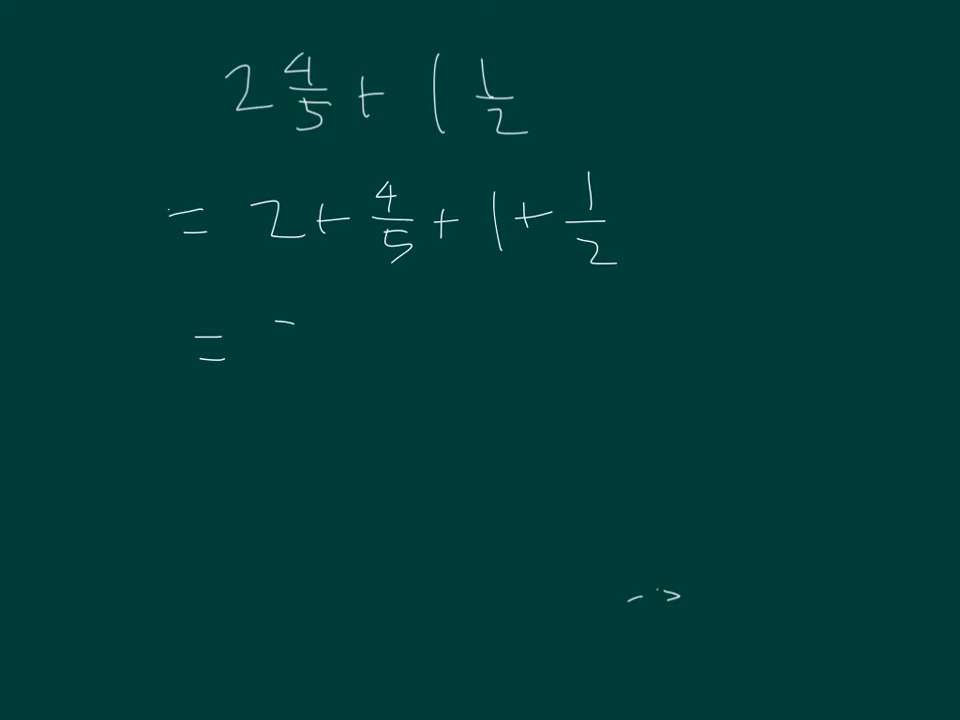 2 4/5 + 1 1/2
= 2 + 4/5 + 1 + 1/2
=